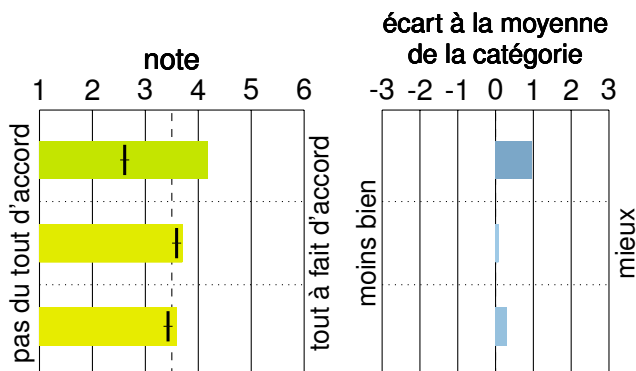 note
1 2 3 4 5 6
pas du tout d'accord
tout à fait d'accord
écart à la moyenne
de la catégorie
-3 -2 -1 0 1 2 3
moins bien
mieux